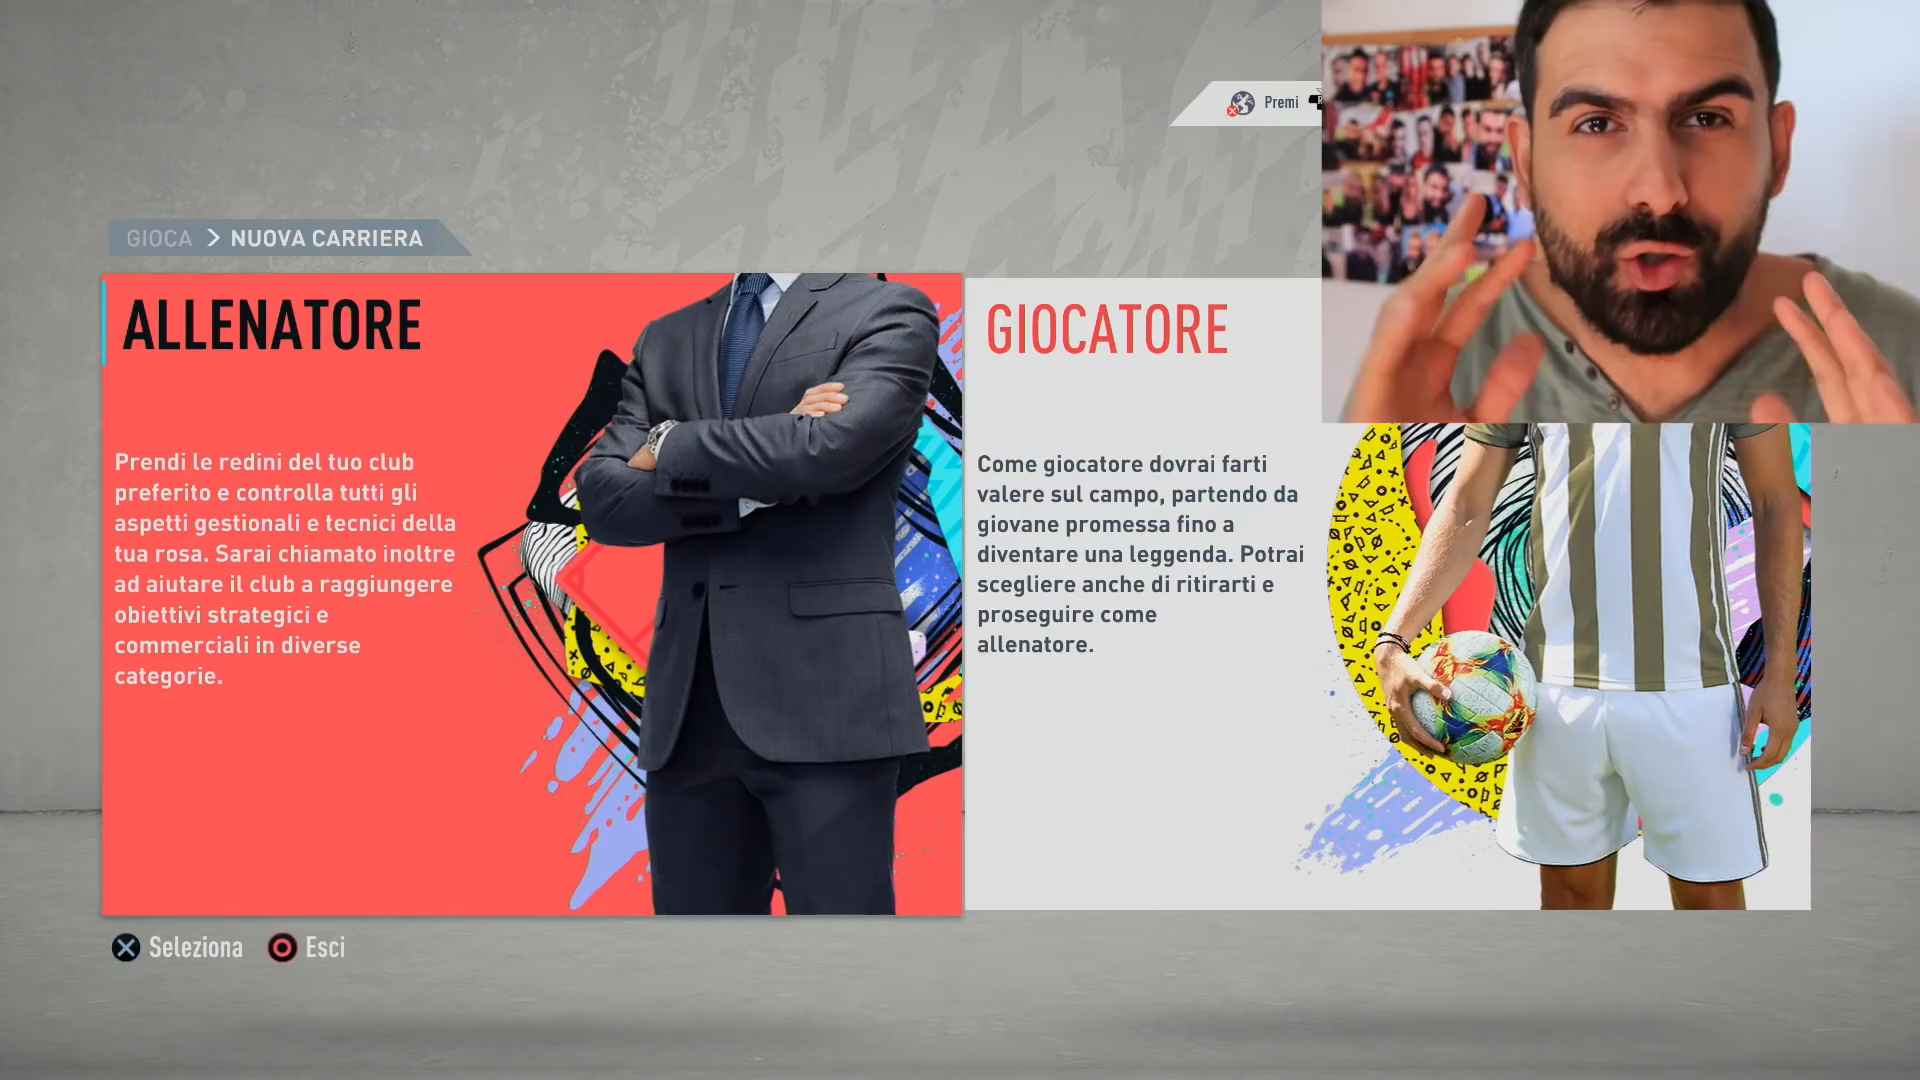 Premi
GIOCA > NUOVA CARRIERA
ALLENATORE
Prendi le redini del tuo club
preferito e controlla tutti gli
aspetti gestionali e tecnici della
tua rosa. Sarai chiamato inoltre
ad aiutare il club a raggiungere
obiettivi strategici e
commerciali in diverse
categorie.
GIOCATORE
Come giocatore dovrai farti
valere sul campo, partendo da
giovane promessa fino a
diventare una leggenda. Potrai
scegliere anche di ritirarti e
proseguire come
allenatore.
Seleziona Esci